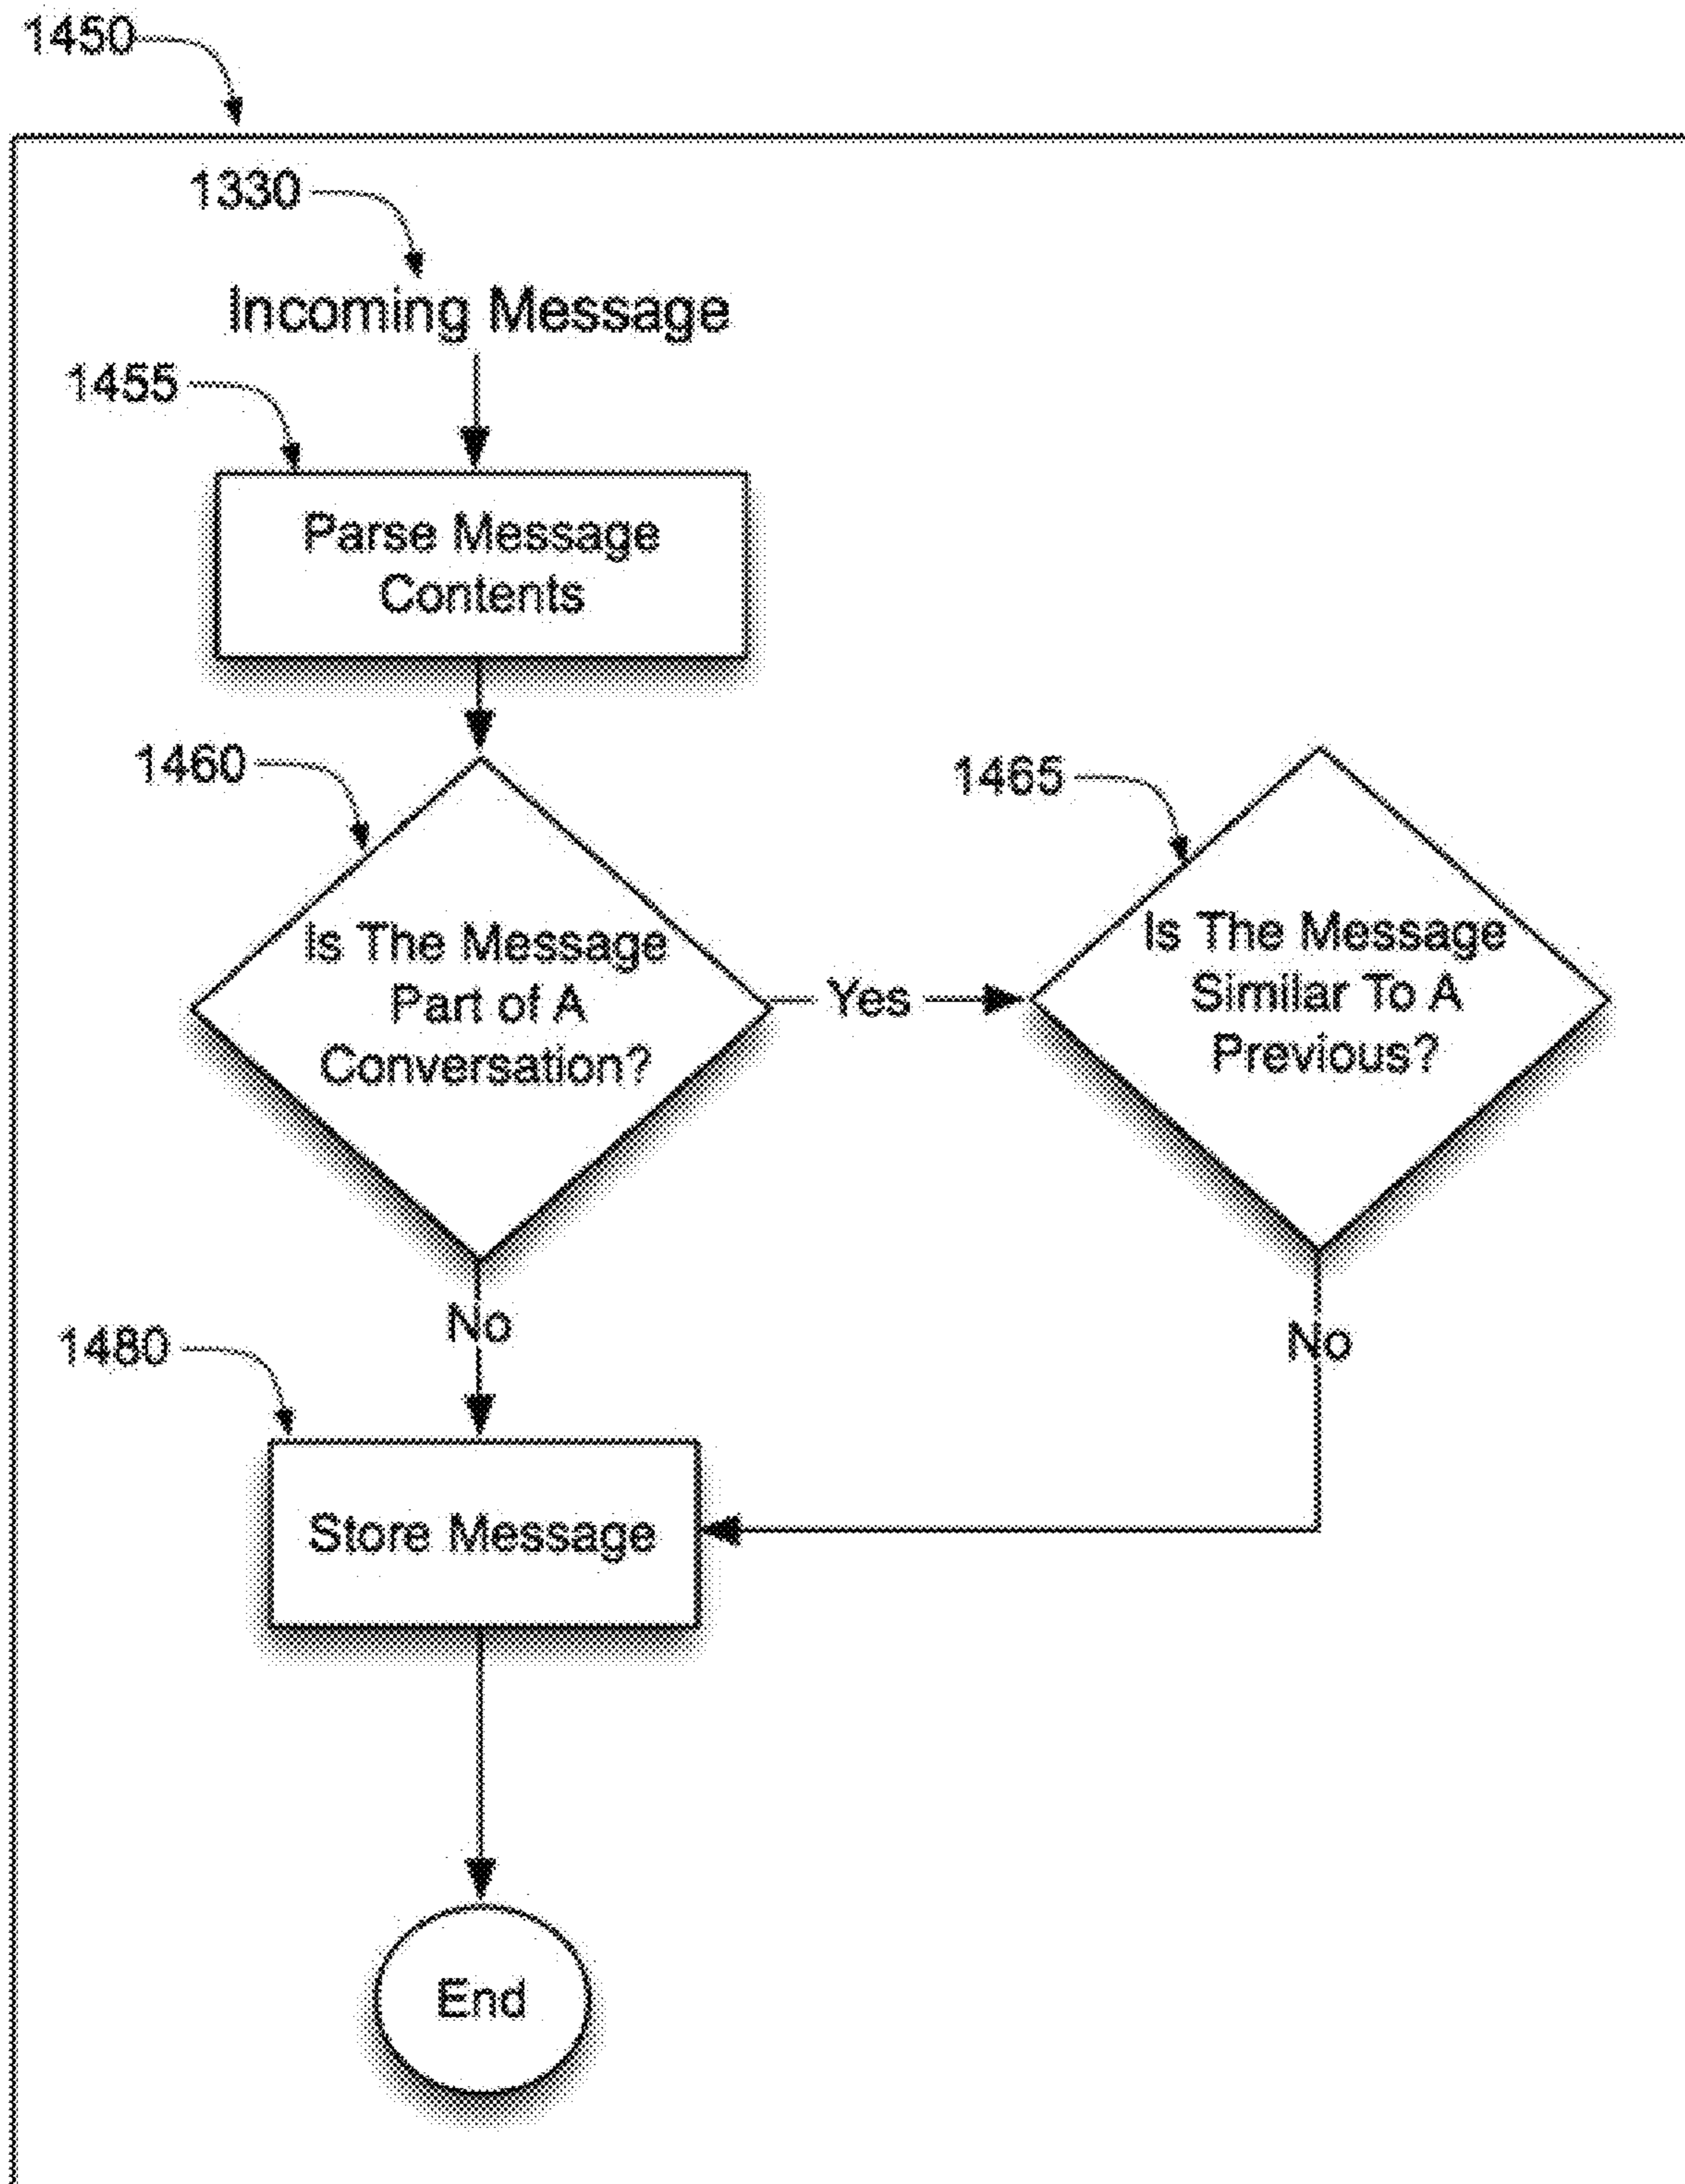 1450
1330
Incoming Message
1455
Parse Message
Contents
1460
Is The Message
Part of A
Conversation?
Yes
1465
Is The Message
Similar To A
Previous?
No
No
1480
Store Message
End